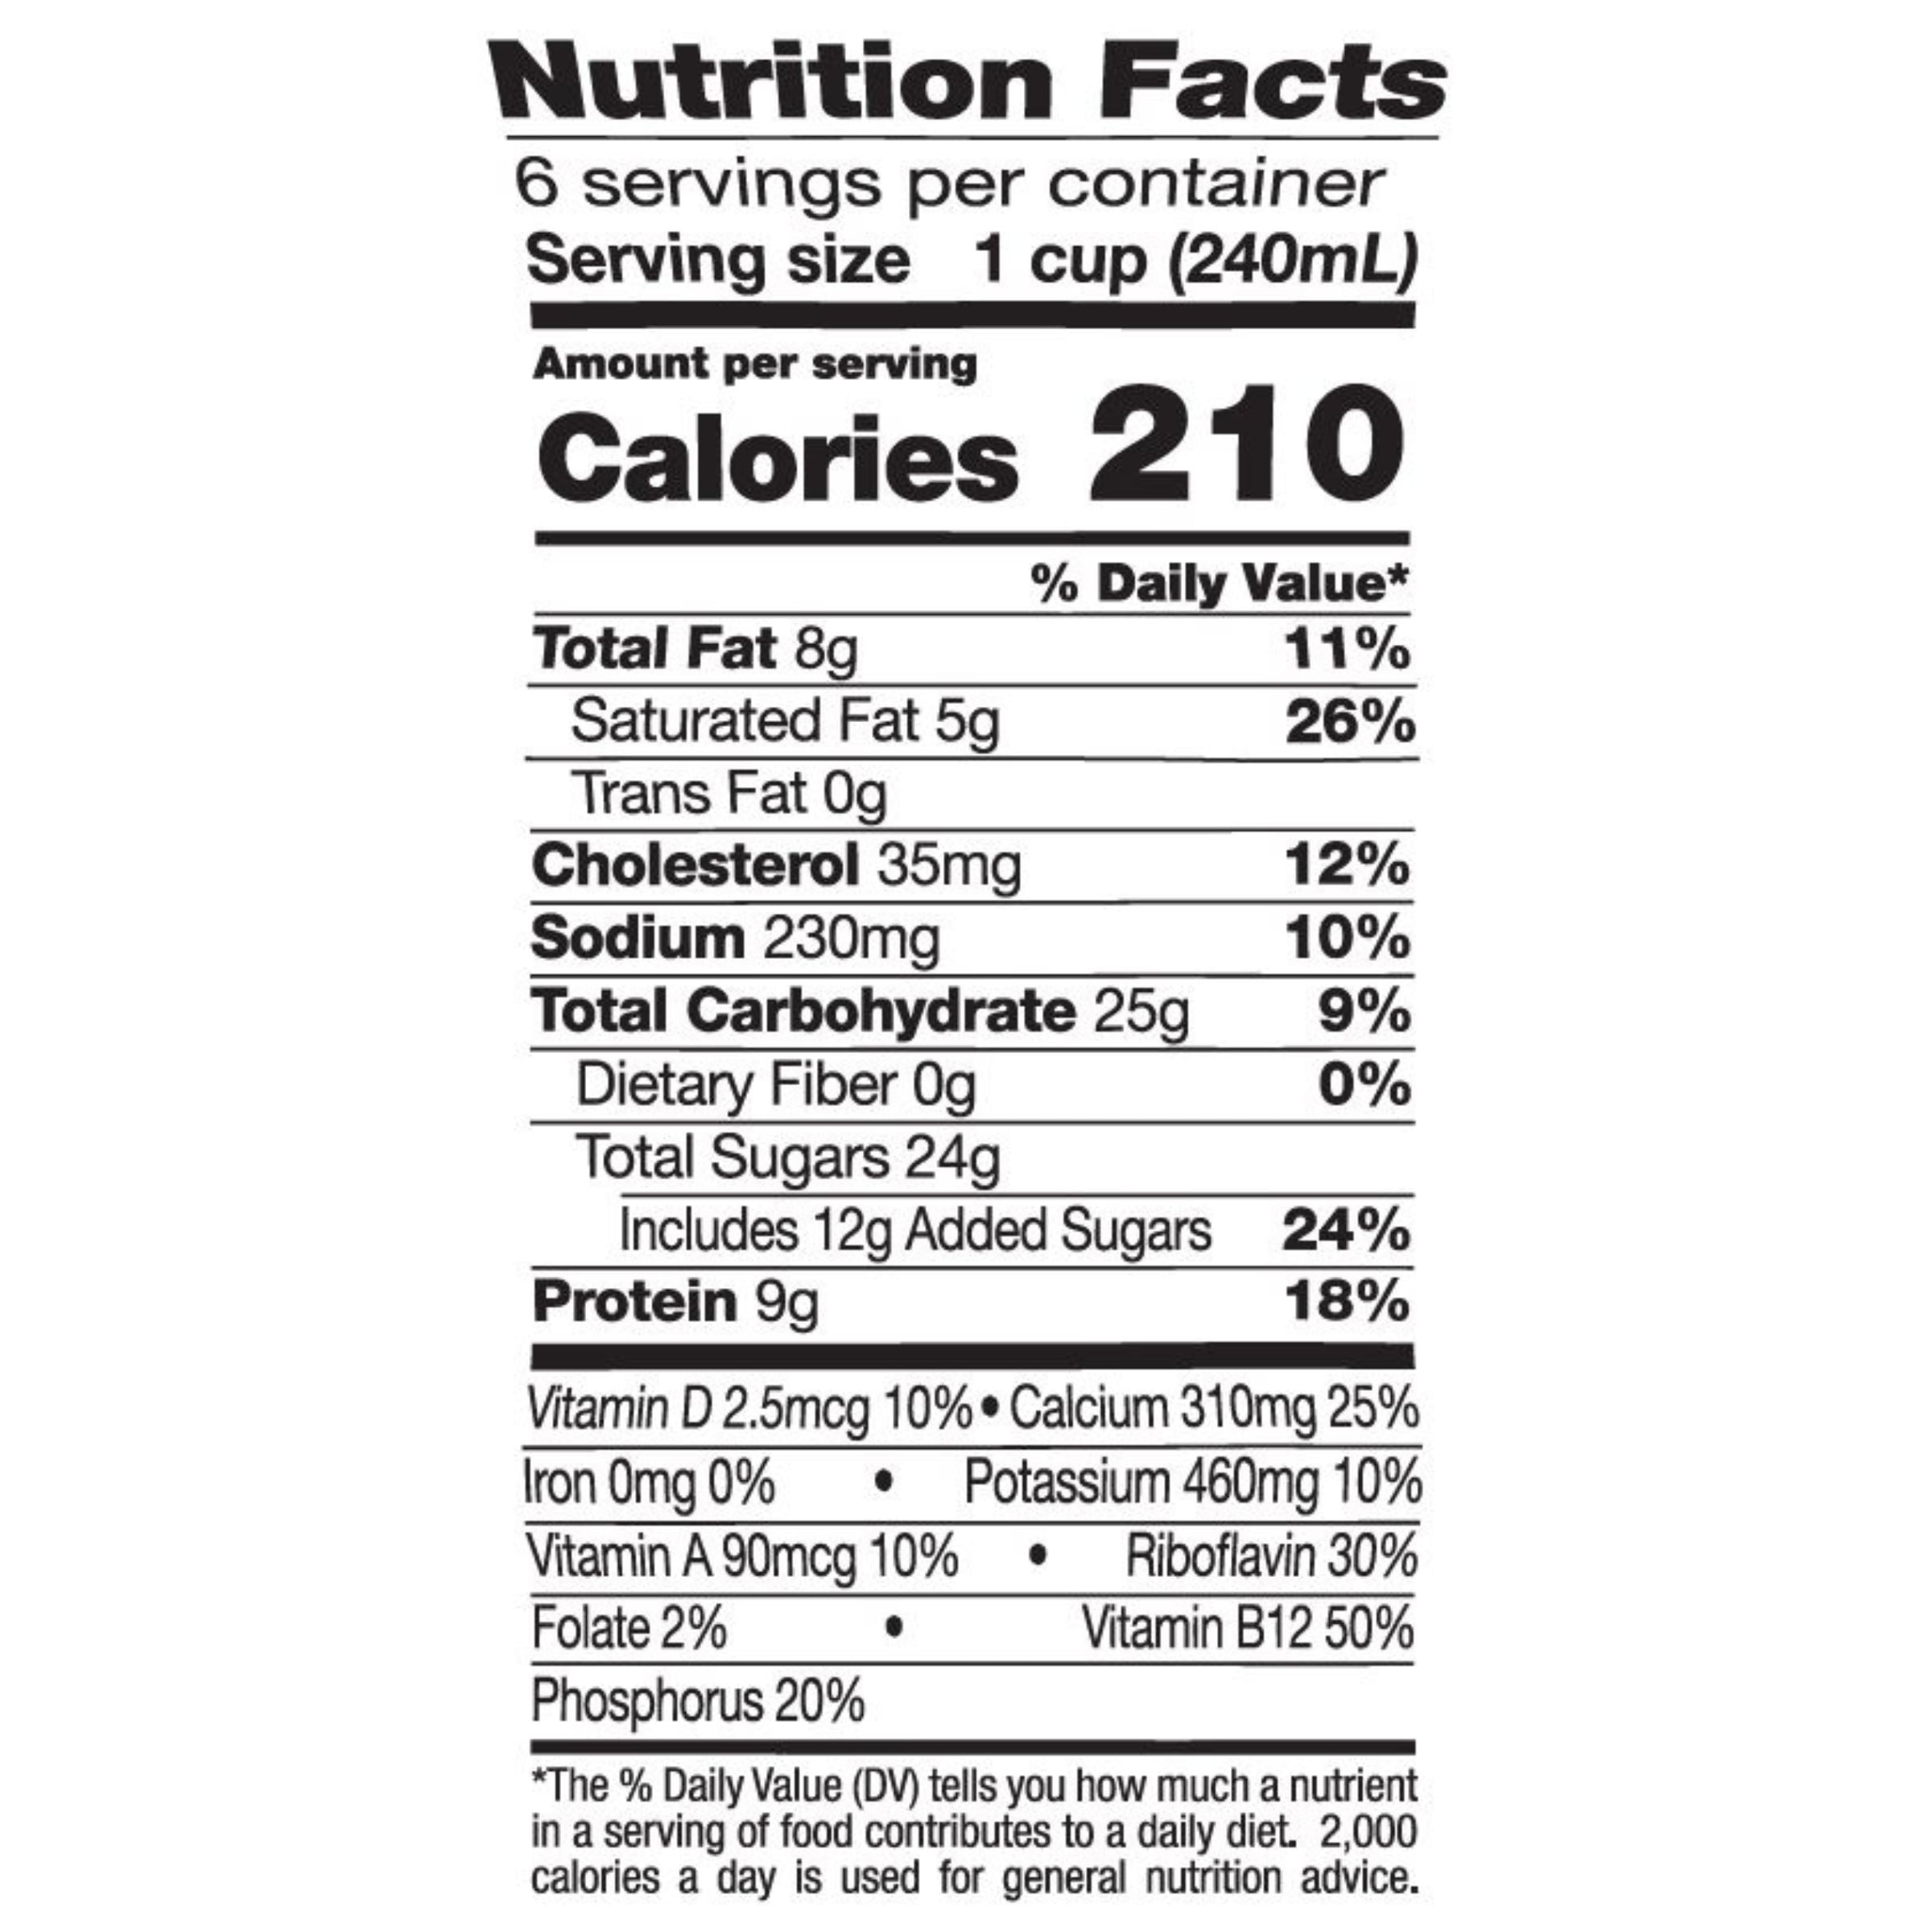 Nutrition Facts
6 servings per container
Serving size 1 cup (240mL)
Amount per serving
Calories 210
% Daily Value*
Total Fat 8g 11%
Saturated Fat 5g 26%
Trans Fat 0g
Cholesterol 35mg 12%
Sodium 230mg 10%
Total Carbohydrate 25g 9%
Dietary Fiber 0g 0%
Total Sugars 24g
Includes 12g Added Sugars 24%
Protein 9g 18%
Vitamin D 2.5mcg 10% • Calcium 310mg 25%
Iron 0mg 0% • Potassium 460mg 10%
Vitamin A 90mcg 10% • Riboflavin 30%
Folate 2% • Vitamin B12 50%
Phosphorus 20%
*The % Daily Value (DV) tells you how much a nutrient
in a serving of food contributes to a daily diet. 2,000
calories a day is used for general nutrition advice.